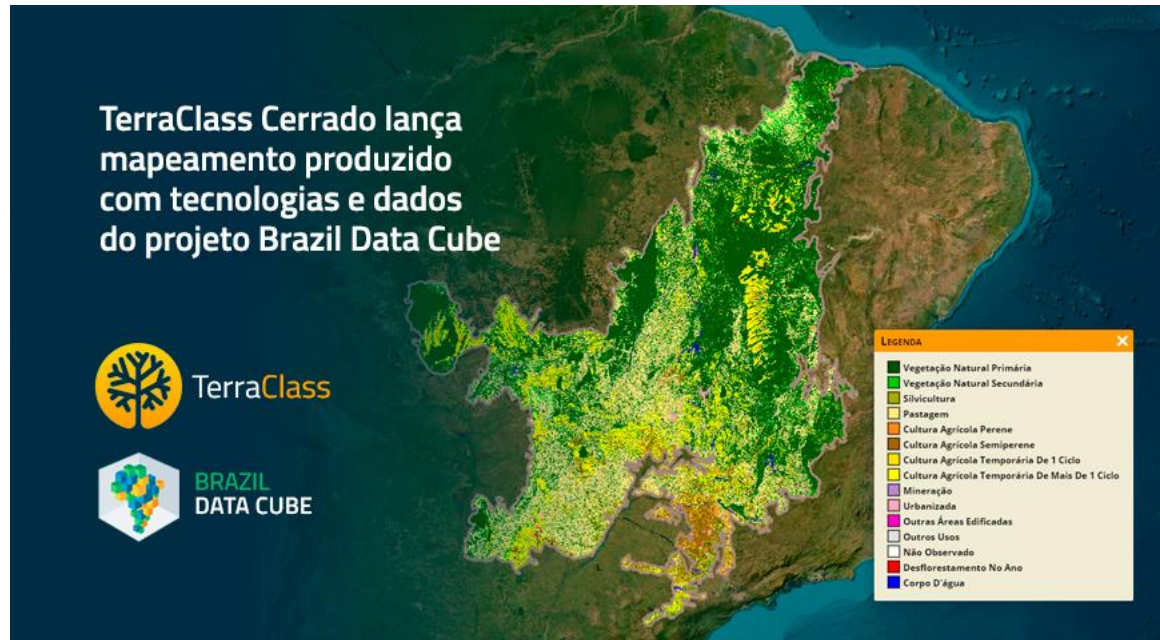 TerraClass Cerrado lança
mapeamento produzido
com tecnologias e dados
do projeto Brazil Data Cube
TerraClass
BRAZIL
DATA CUBE
LEGENDA
Vegetação Natural Primária
Vegetação Natural Secundária
Silvicultura
Pastagem
Cultura Agrícola Perene
Cultura Agrícola Semiperene
Cultura Agrícola Temporária De 1 Ciclo
Cultura Agrícola Temporária De Mais De 1 Ciclo
Mineração
Urbanizada
Outras Áreas Edificadas
Outros Usos
Não Observado
Desflorestamento No Ano
Corpo D'água